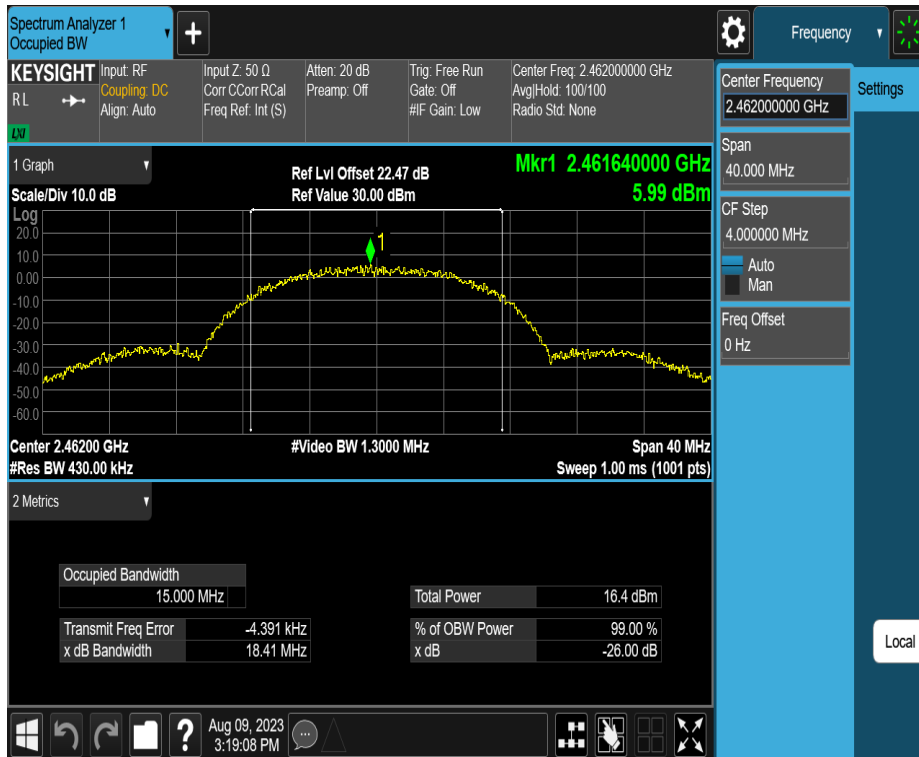 Spectrum Analyzer 1
Occupied BW
+
Frequency
KEYSIGHT
R L
LXI
Input: RF
Coupling: DC
Align: Auto
Input Z: 50 Ω
Corr CCorr RCal
Freq Ref: Int (S)
Atten: 20 dB
Preamp: Off
Trig: Free Run
Gate: Off
#IF Gain: Low
Center Freq: 2.462000000 GHz
Avg|Hold: 100/100
Radio Std: None
Center Frequency
2.462000000 GHz
Settings
Span
40.000 MHz
CF Step
4.000000 MHz
Auto
Man
Freq Offset
0 Hz
1 Graph
Scale/Div 10.0 dB
Ref Lvl Offset 22.47 dB
Ref Value 30.00 dBm
Mkr1 2.461640000 GHz
5.99 dBm
Log
20.0
10.0
0.00
-10.0
-20.0
-30.0
-40.0
-50.0
-60.0
1
Center 2.46200 GHz
#Video BW 1.3000 MHz
Span 40 MHz
#Res BW 430.00 kHz
Sweep 1.00 ms (1001 pts)
2 Metrics
Occupied Bandwidth
15.000 MHz
Total Power 16.4 dBm
Transmit Freq Error -4.391 kHz
% of OBW Power 99.00 %
x dB Bandwidth 18.41 MHz
x dB -26.00 dB
Local
?
Aug 09, 2023
3:19:08 PM